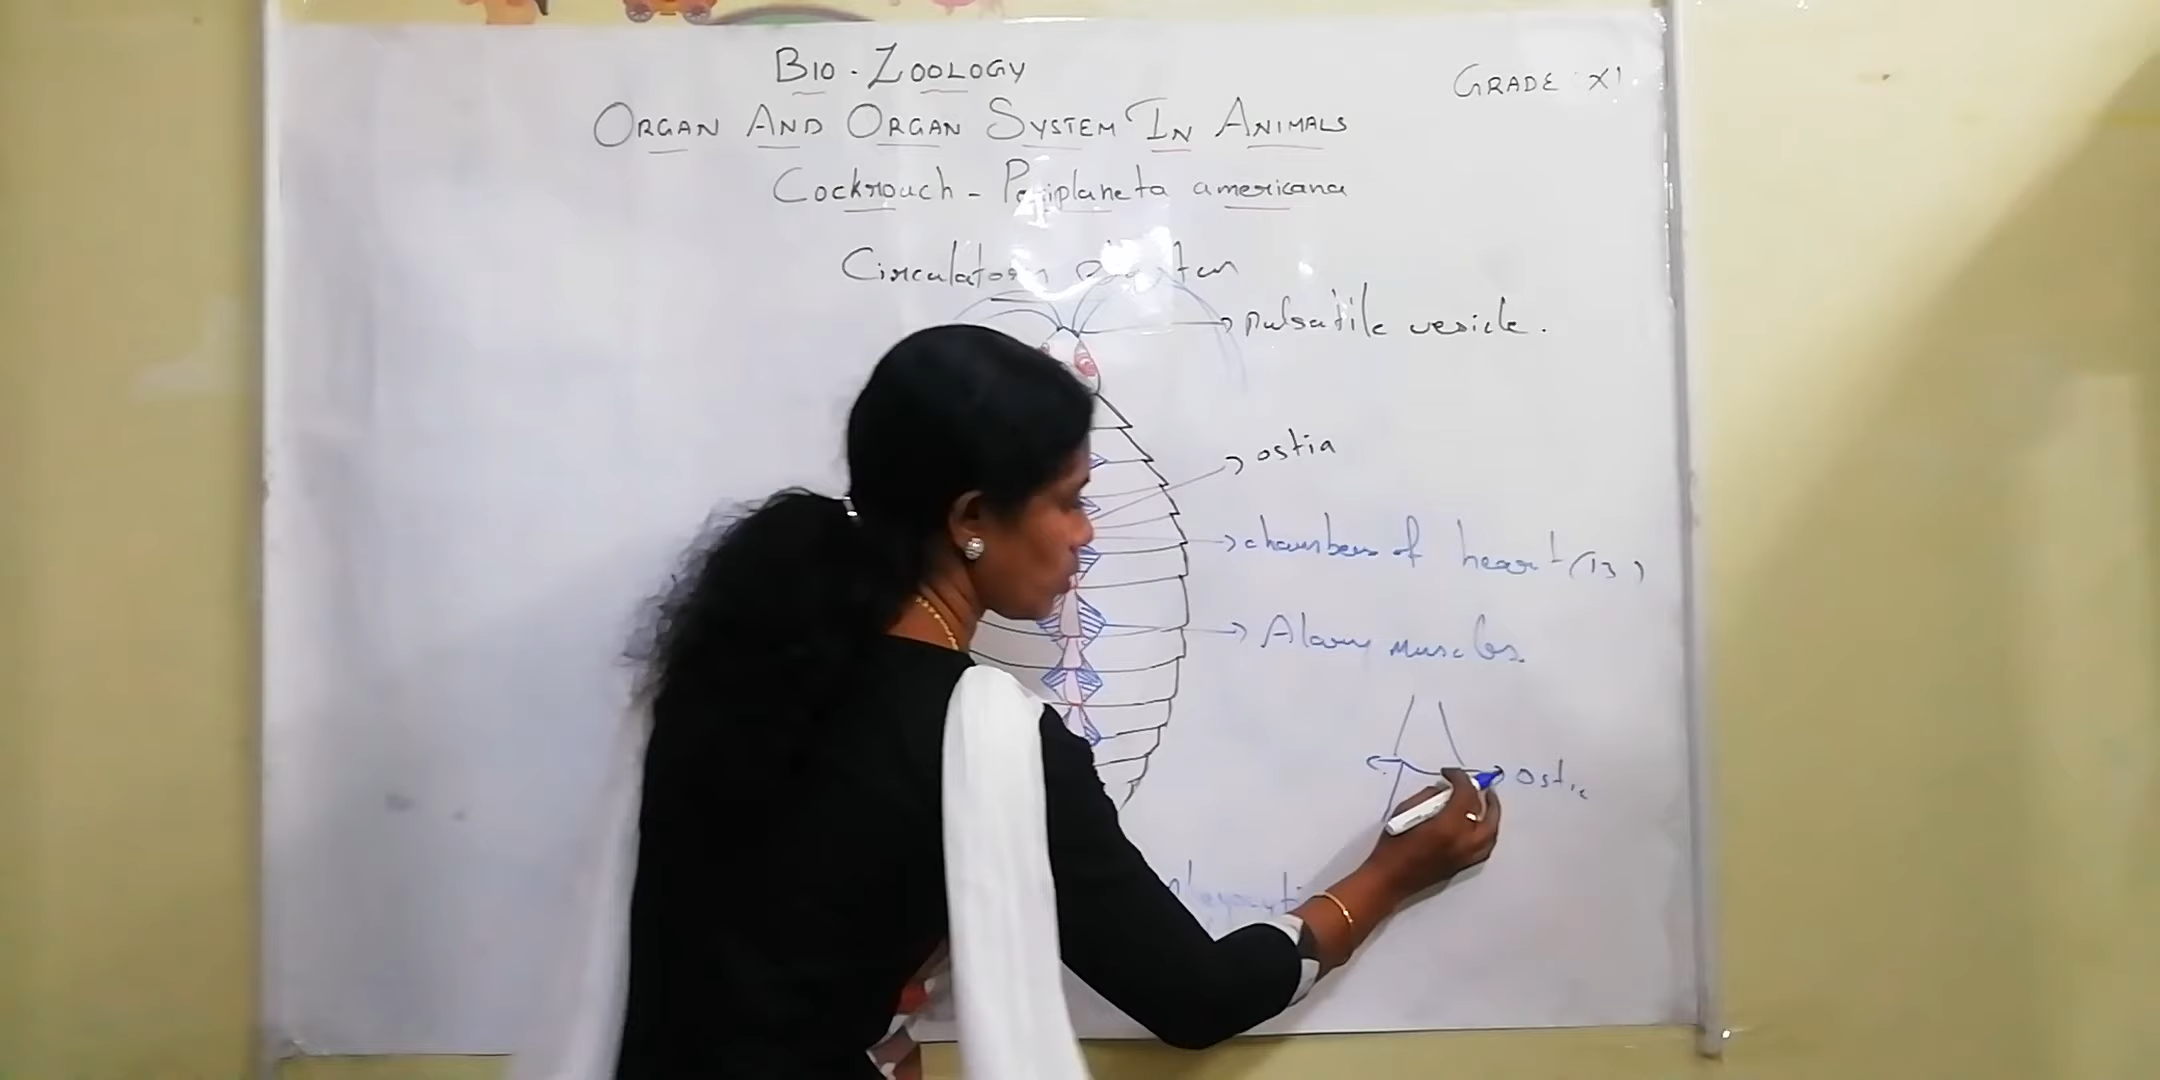 BIO - ZOOLOGY
GRADE XI
ORGAN AND ORGAN SYSTEM IN ANIMALS
Cockroach - Periplaneta americana
Circulatory
pulsatile vesicle.
ostia
chambers of heart (13)
Alary muscles.
ostia